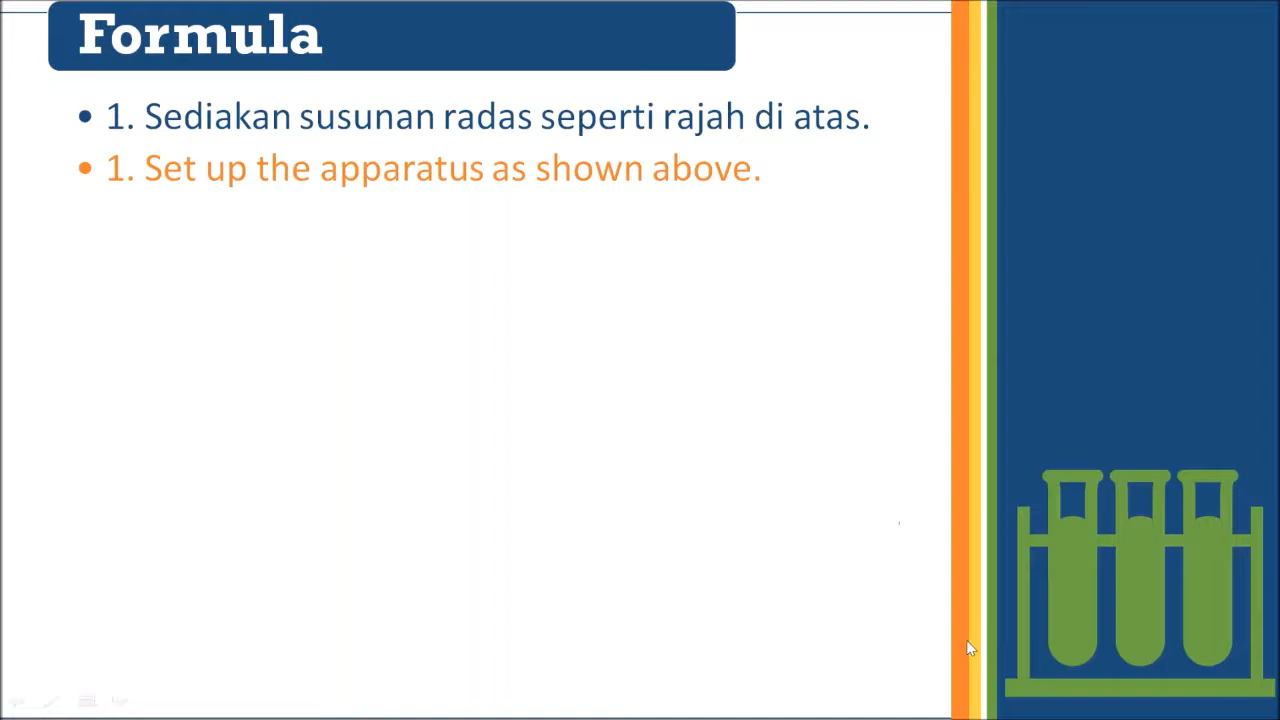 Formula
• 1. Sediakan susunan radas seperti rajah di atas.
• 1. Set up the apparatus as shown above.